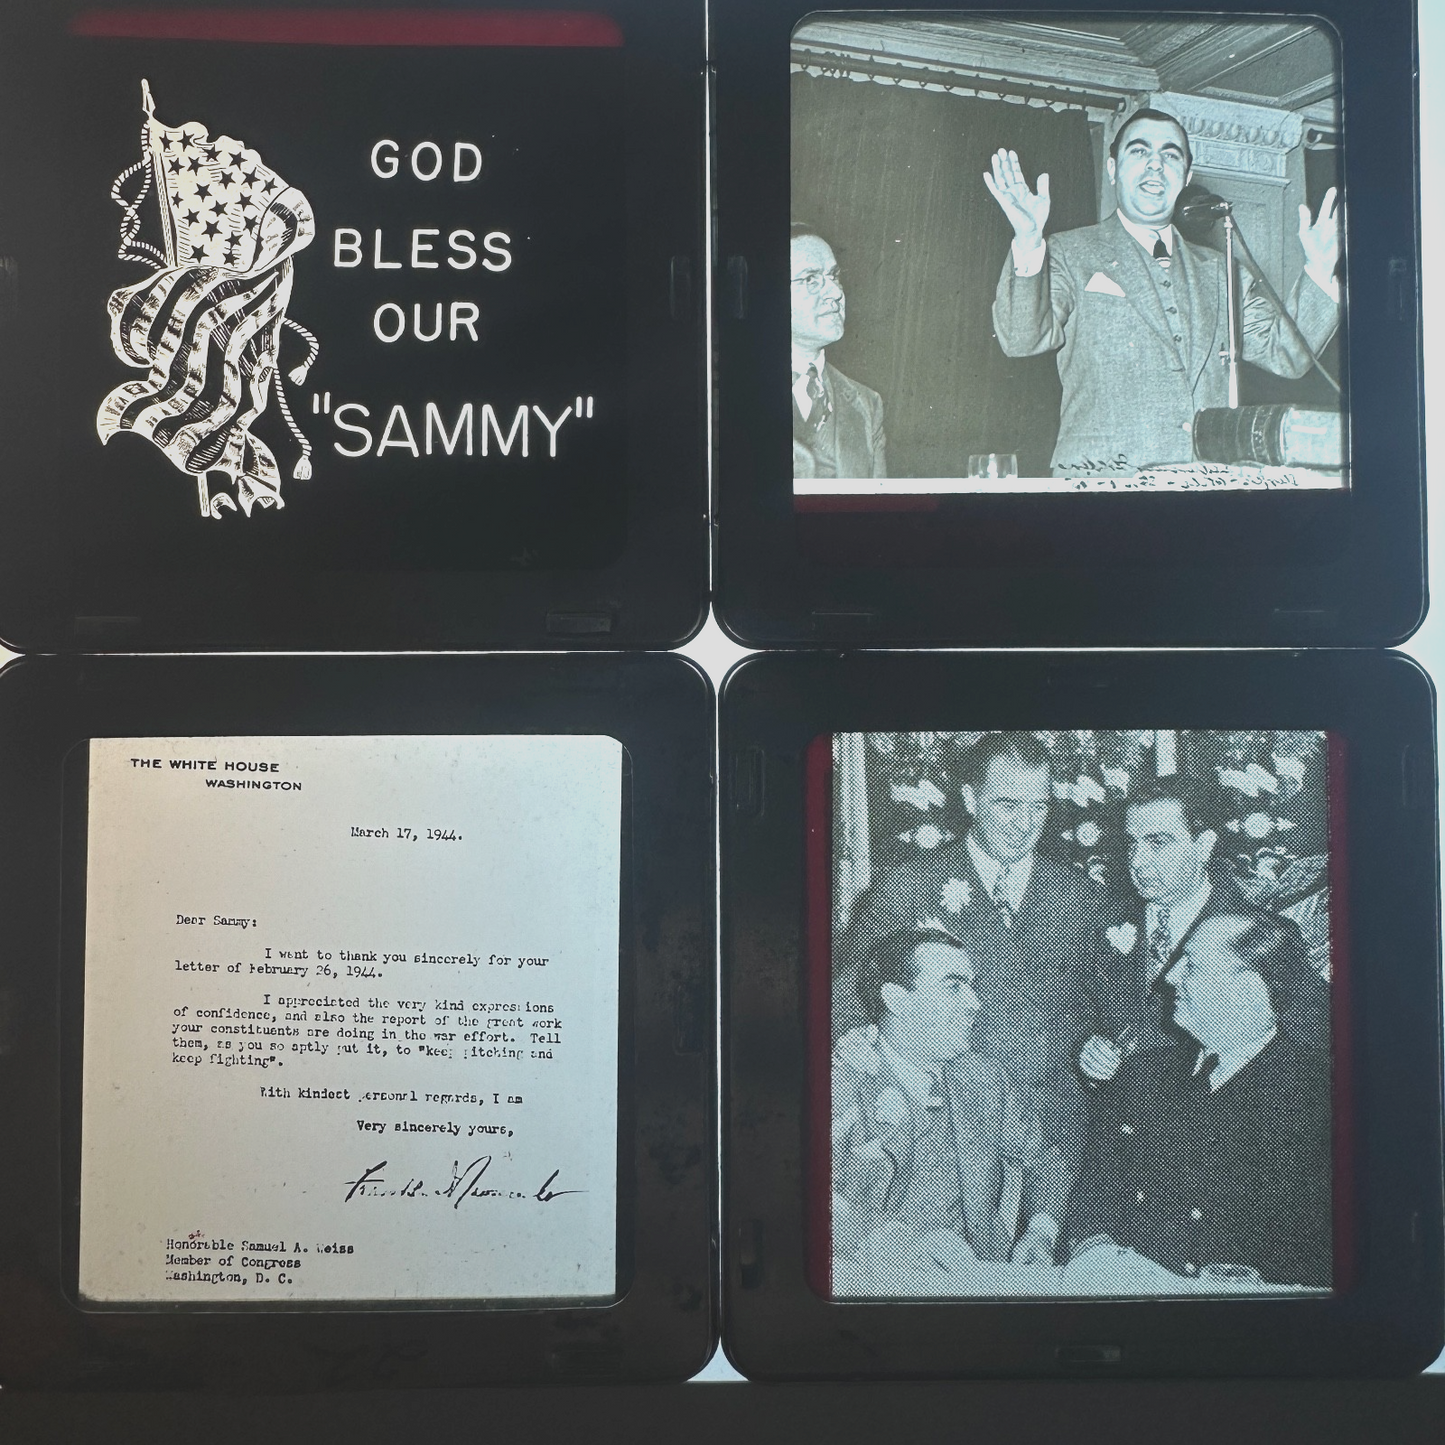 GOD
BLESS
OUR
"SAMMY"
THE WHITE HOUSE
WASHINGTON
March 17, 1944.
Dear Sammy:
I want to thank you sincerely for your
letter of February 26, 1944.
I appreciated the very kind expressions
of confidence, and also the report of the great work
your constituents are doing in the war effort. Tell
them, as you so aptly put it, to "keep pitching and
keep fighting".
With kindest personal regards, I am
Very sincerely yours,
Honorable Samuel A. Weiss
Member of Congress
Washington, D. C.